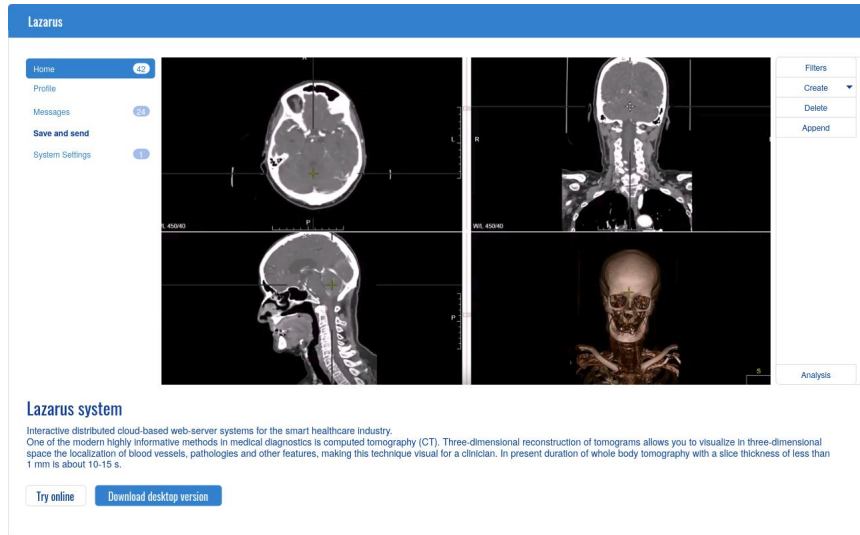 Lazarus
Home 42
Profile
Messages 24
Save and send
System Settings 1
A
L
P
W/L 450/40
R
W/L 450/40
P
S
Filters
Create
Delete
Append
Analysis
Lazarus system
Interactive distributed cloud-based web-server systems for the smart healthcare industry.
One of the modern highly informative methods in medical diagnostics is computed tomography (CT). Three-dimensional reconstruction of tomograms allows you to visualize in three-dimensional
space the localization of blood vessels, pathologies and other features, making this technique visual for a clinician. In present duration of whole body tomography with a slice thickness of less than
1 mm is about 10-15 s.
Try online
Download desktop version